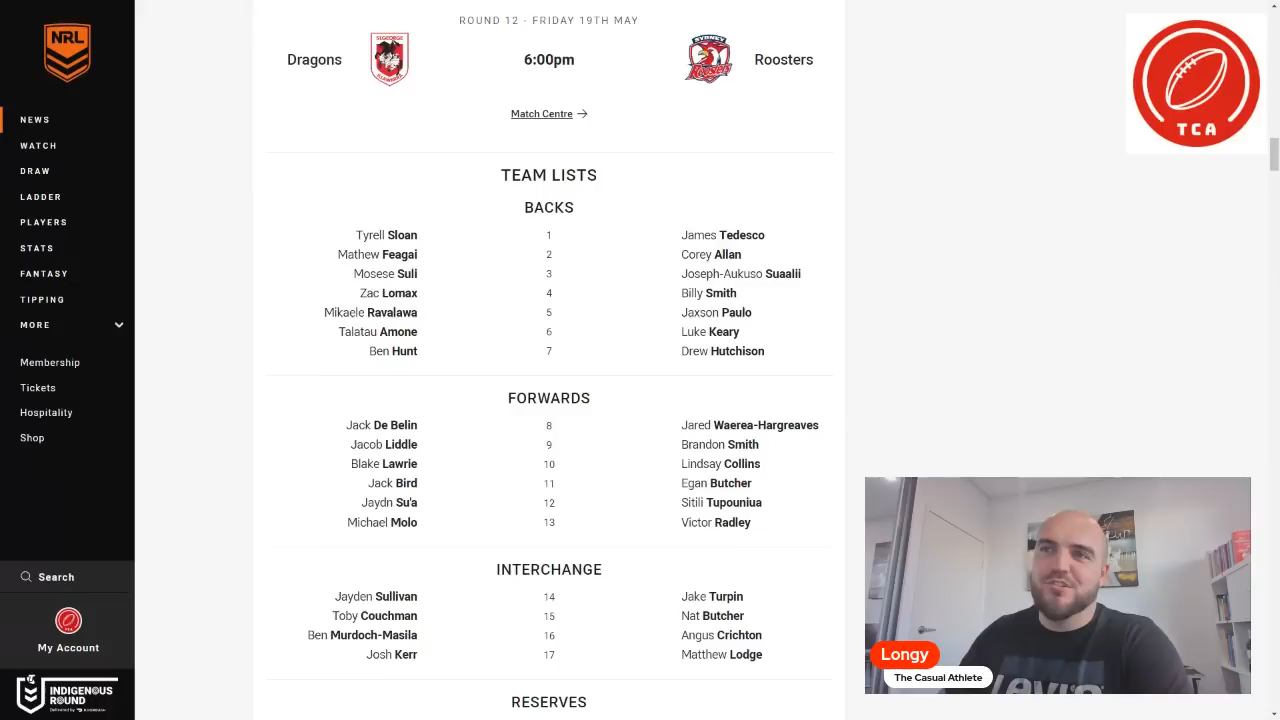 NRL
NEWS
WATCH
DRAW
LADDER
PLAYERS
STATS
FANTASY
TIPPING
MORE
Membership
Tickets
Hospitality
Shop
Search
My Account
INDIGENOUS
ROUND
ROUND 12 - FRIDAY 19TH MAY
Dragons
6:00pm
SYDNEY
Roosters
Roosters
Match Centre →
TEAM LISTS
BACKS
Tyrell Sloan 1 James Tedesco
Mathew Feagai 2 Corey Allan
Mosese Suli 3 Joseph-Aukuso Suaalii
Zac Lomax 4 Billy Smith
Mikaele Ravalawa 5 Jaxson Paulo
Talatau Amone 6 Luke Keary
Ben Hunt 7 Drew Hutchison
FORWARDS
Jack De Belin 8 Jared Waerea-Hargreaves
Jacob Liddle 9 Brandon Smith
Blake Lawrie 10 Lindsay Collins
Jack Bird 11 Egan Butcher
Jaydn Su'a 12 Sitili Tupouniua
Michael Molo 13 Victor Radley
INTERCHANGE
Jayden Sullivan 14 Jake Turpin
Toby Couchman 15 Nat Butcher
Ben Murdoch-Masila 16 Angus Crichton
Josh Kerr 17 Matthew Lodge
RESERVES
TCA
Longy
The Casual Athlete